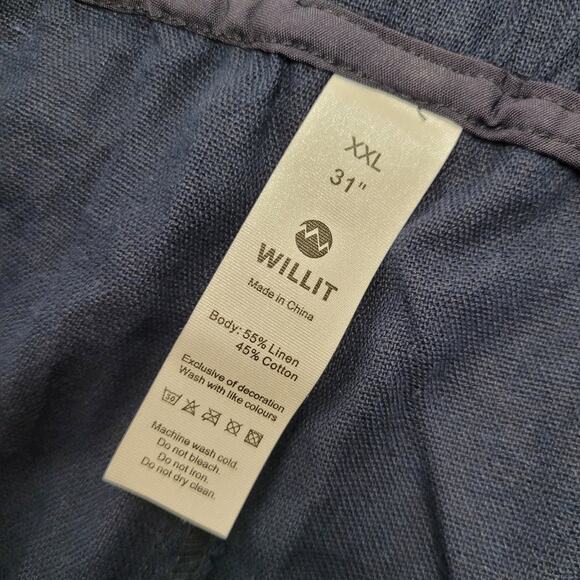 XXL
31"
WILLIT
Made in China
Body: 55% Linen
45% Cotton
Exclusive of decoration
Wash with like colours
30
Machine wash cold.
Do not bleach.
Do not iron.
Do not dry clean.